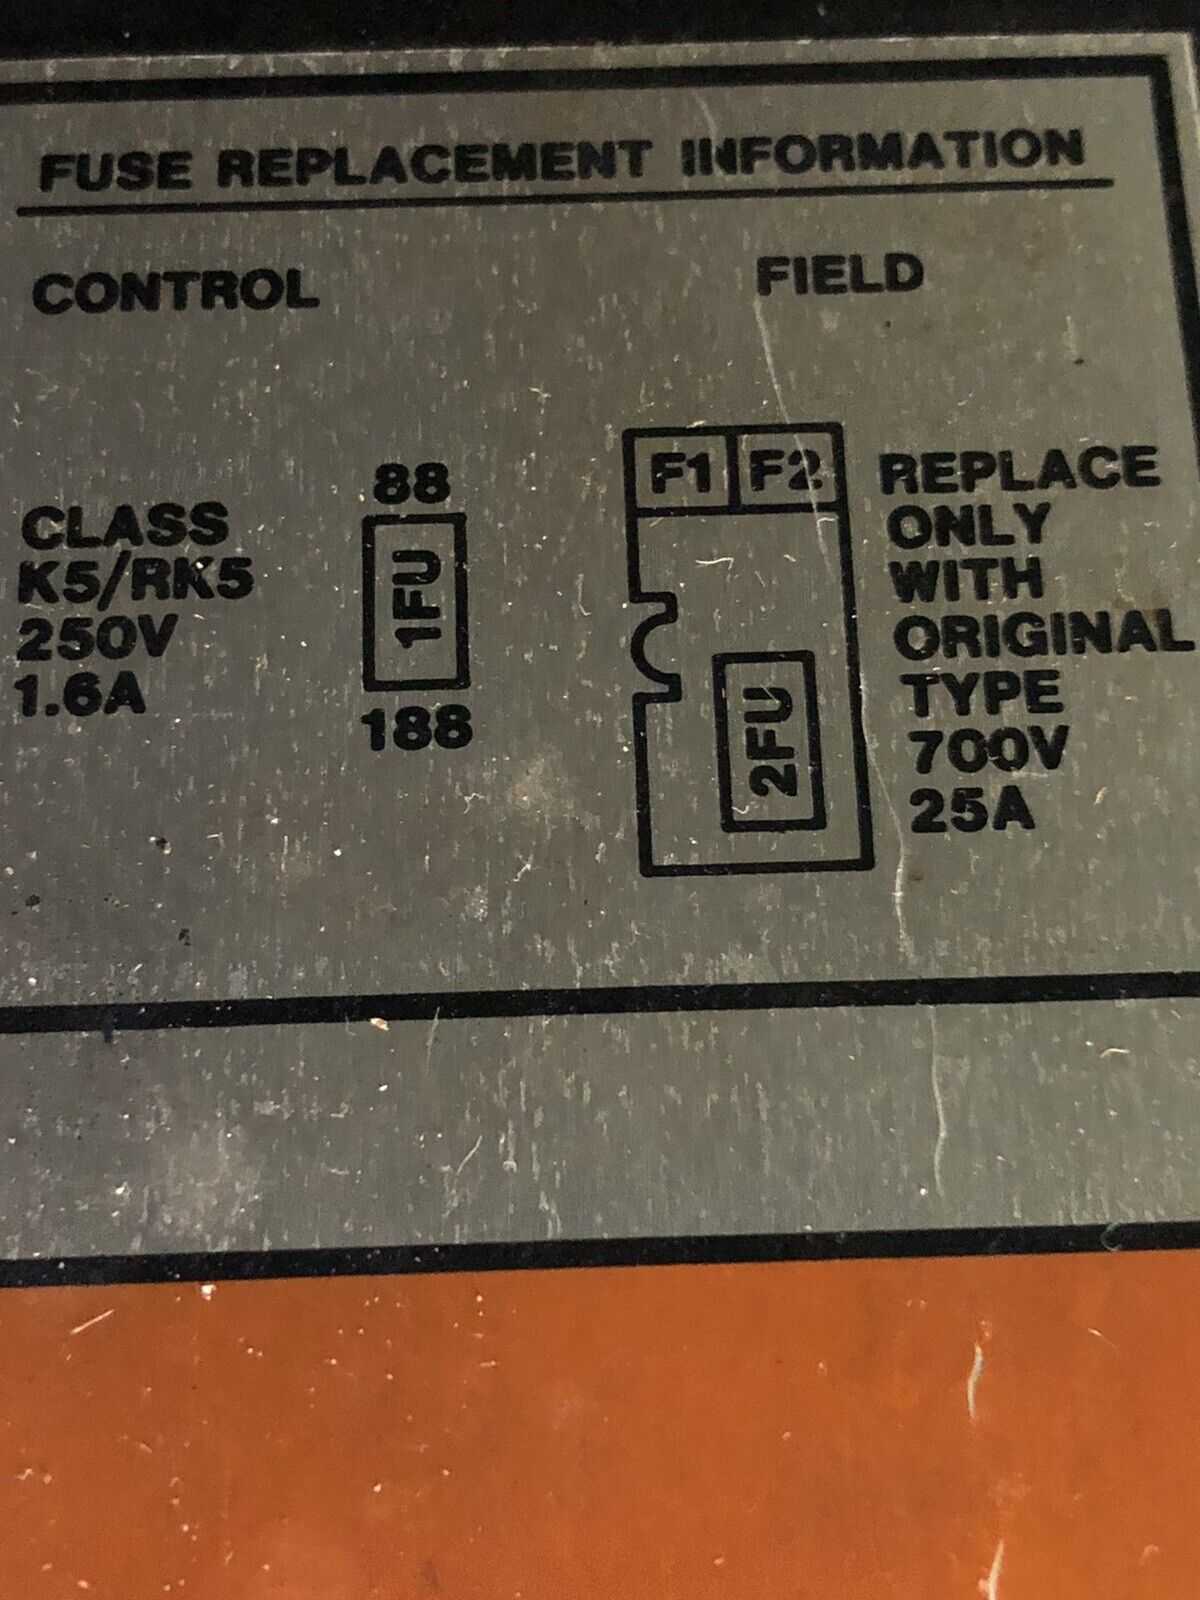 FUSE REPLACEMENT INFORMATION
CONTROL
CLASS
K5/RK5
250V
1.6A
88
1FU
188
FIELD
F1 F2
2FU
REPLACE
ONLY
WITH
ORIGINAL
TYPE
700V
25A